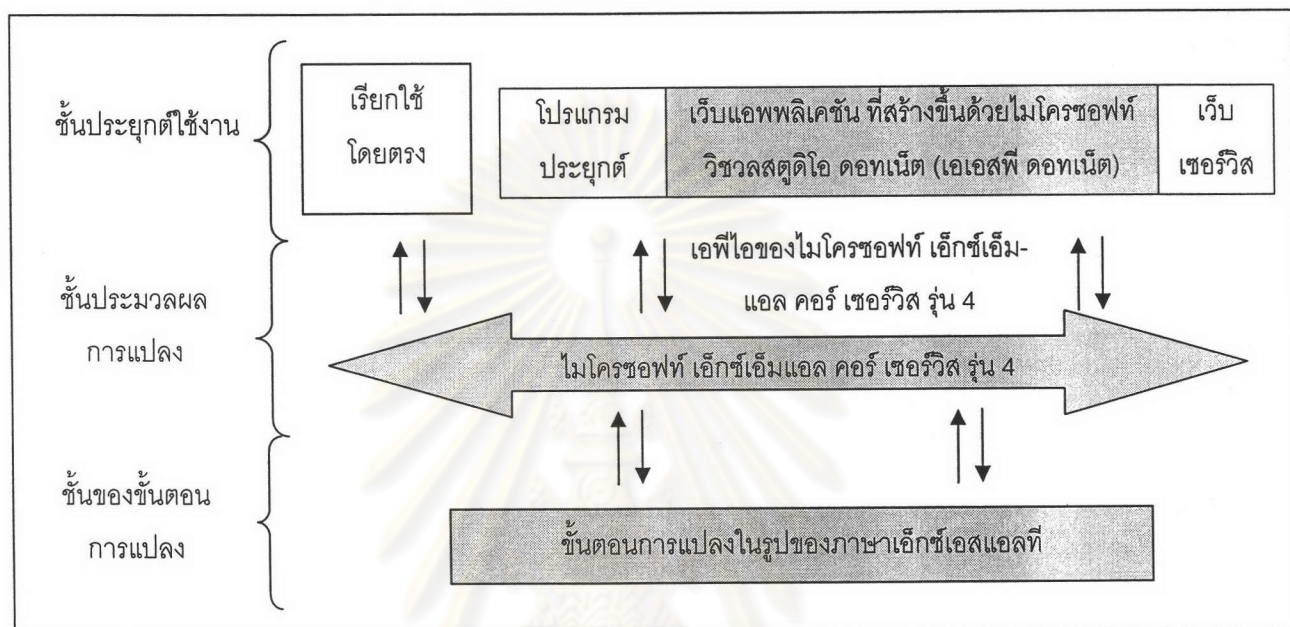 ชั้นประยุกต์ใช้งาน
เรียกใช้
โดยตรง
โปรแกรม
ประยุกต์
เว็บแอพพลิเคชัน ที่สร้างขึ้นด้วยไมโครซอฟท์
วิชวลสตูดิโอ ดอทเน็ต (เอเอสพี ดอทเน็ต)
เว็บ
เซอร์วิส
ชั้นประมวลผล
การแปลง
เอพีไอของไมโครซอฟท์ เอ็กซ์เอ็ม-
แอล คอร์ เซอร์วิส รุ่น 4
ไมโครซอฟท์ เอ็กซ์เอ็มแอล คอร์ เซอร์วิส รุ่น 4
ชั้นของขั้นตอน
การแปลง
ขั้นตอนการแปลงในรูปของภาษาเอ็กซ์เอสแอลที